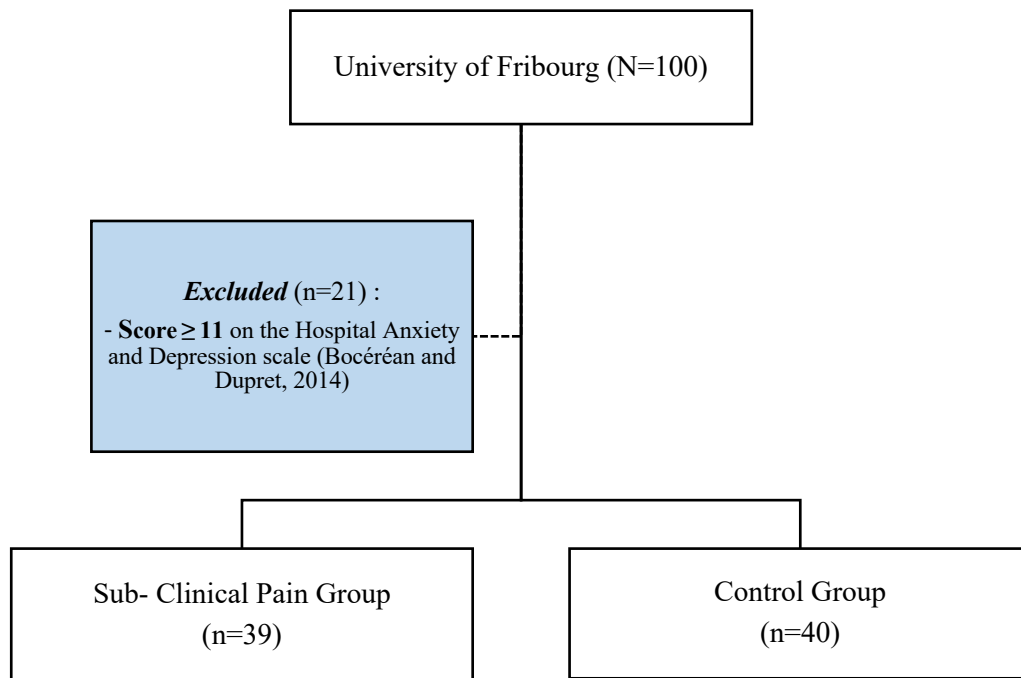 University of Fribourg (N=100)
Excluded (n=21) :
- Score ≥ 11 on the Hospital Anxiety
and Depression scale (Bocéréan and
Dupret, 2014)
Sub- Clinical Pain Group
(n=39)
Control Group
(n=40)